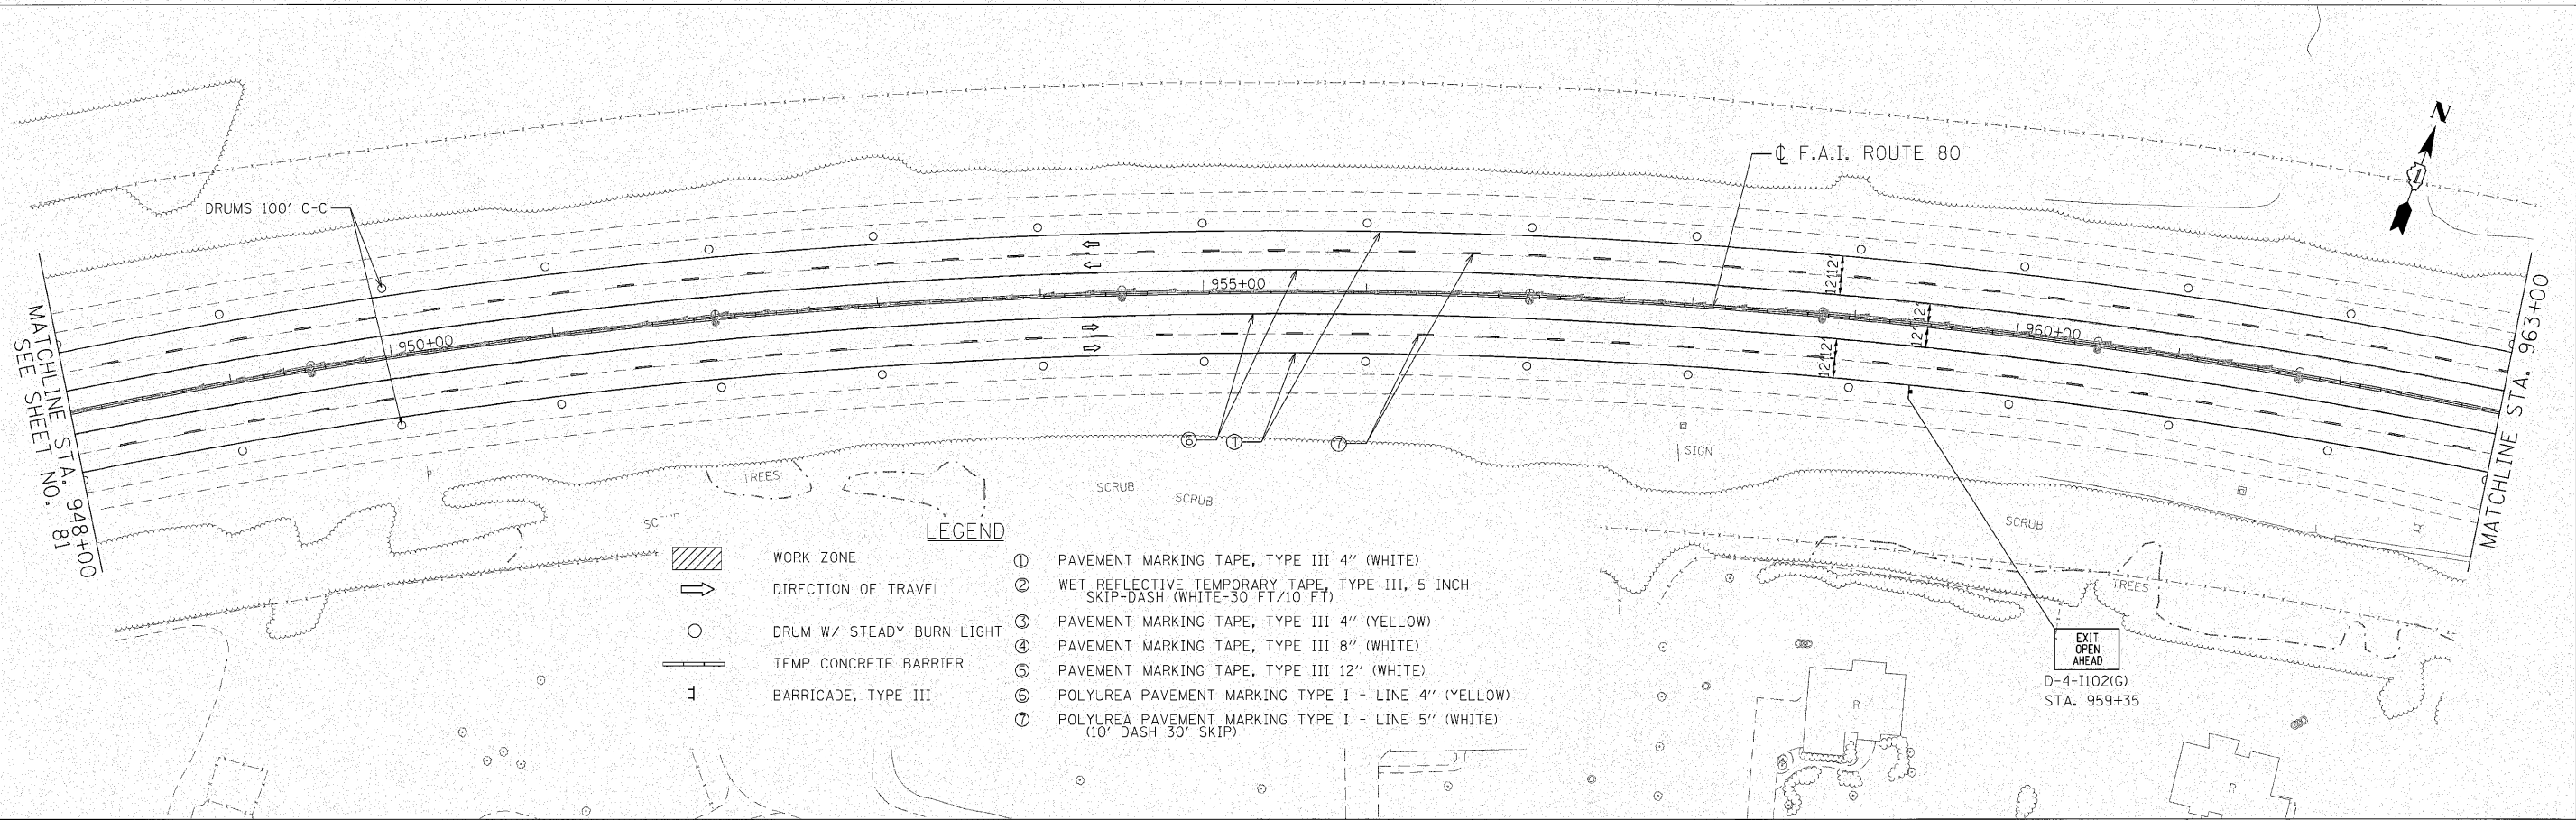 N
1
℄ F.A.I. ROUTE 80
DRUMS 100' C-C
955+00
950+00
960+00
12'
12'
12'
12'
12'
12'
MATCHLINE STA. 948+00
SEE SHEET NO. 81
MATCHLINE STA. 963+00
6
1
7
SIGN
TREES
SCRUB
SCRUB
SCRUB
TREES
P
LEGEND
WORK ZONE
DIRECTION OF TRAVEL
DRUM W/ STEADY BURN LIGHT
TEMP CONCRETE BARRIER
BARRICADE, TYPE III
1 PAVEMENT MARKING TAPE, TYPE III 4" (WHITE)
2 WET REFLECTIVE TEMPORARY TAPE, TYPE III, 5 INCH
SKIP-DASH (WHITE-30 FT/10 FT)
3 PAVEMENT MARKING TAPE, TYPE III 4" (YELLOW)
4 PAVEMENT MARKING TAPE, TYPE III 8" (WHITE)
5 PAVEMENT MARKING TAPE, TYPE III 12" (WHITE)
6 POLYUREA PAVEMENT MARKING TYPE I - LINE 4" (YELLOW)
7 POLYUREA PAVEMENT MARKING TYPE I - LINE 5" (WHITE)
(10' DASH 30' SKIP)
EXIT
OPEN
AHEAD
D-4-I102(G)
STA. 959+35
R
R